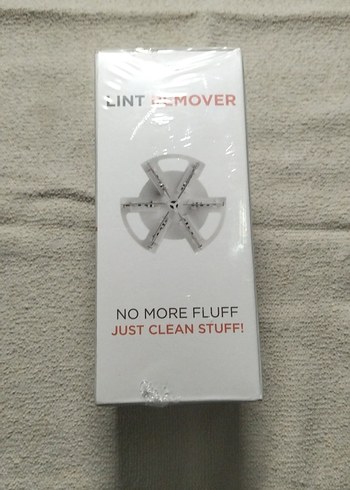 LINT REMOVER
NO MORE FLUFF
JUST CLEAN STUFF!